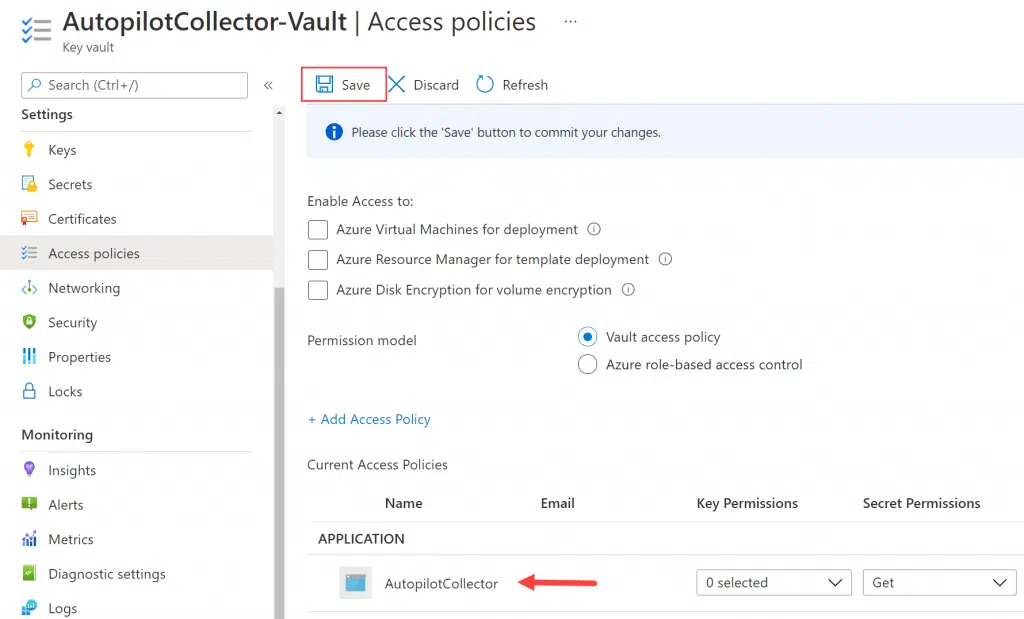 AutopilotCollector-Vault | Access policies ...
Key vault
Search (Ctrl+/)
«
Save
Discard
Refresh
Settings
Keys
Secrets
Certificates
Access policies
Networking
Security
Properties
Locks
Monitoring
Insights
Alerts
Metrics
Diagnostic settings
Logs
Please click the 'Save' button to commit your changes.
Enable Access to:
Azure Virtual Machines for deployment
Azure Resource Manager for template deployment
Azure Disk Encryption for volume encryption
Permission model
Vault access policy
Azure role-based access control
+ Add Access Policy
Current Access Policies
Name Email Key Permissions Secret Permissions
APPLICATION
AutopilotCollector 0 selected Get